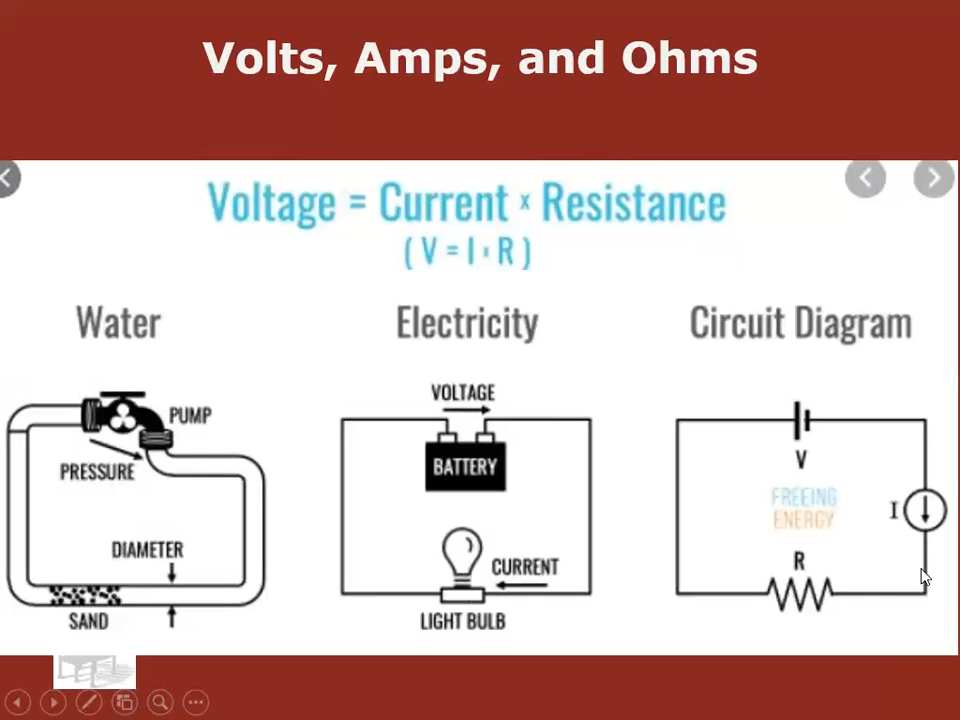 Volts, Amps, and Ohms
Voltage = Current x Resistance
( V = I · R )
Water
Electricity
Circuit Diagram
PUMP
PRESSURE
DIAMETER
SAND
VOLTAGE
BATTERY
CURRENT
LIGHT BULB
V
FREEING
ENERGY
I
R